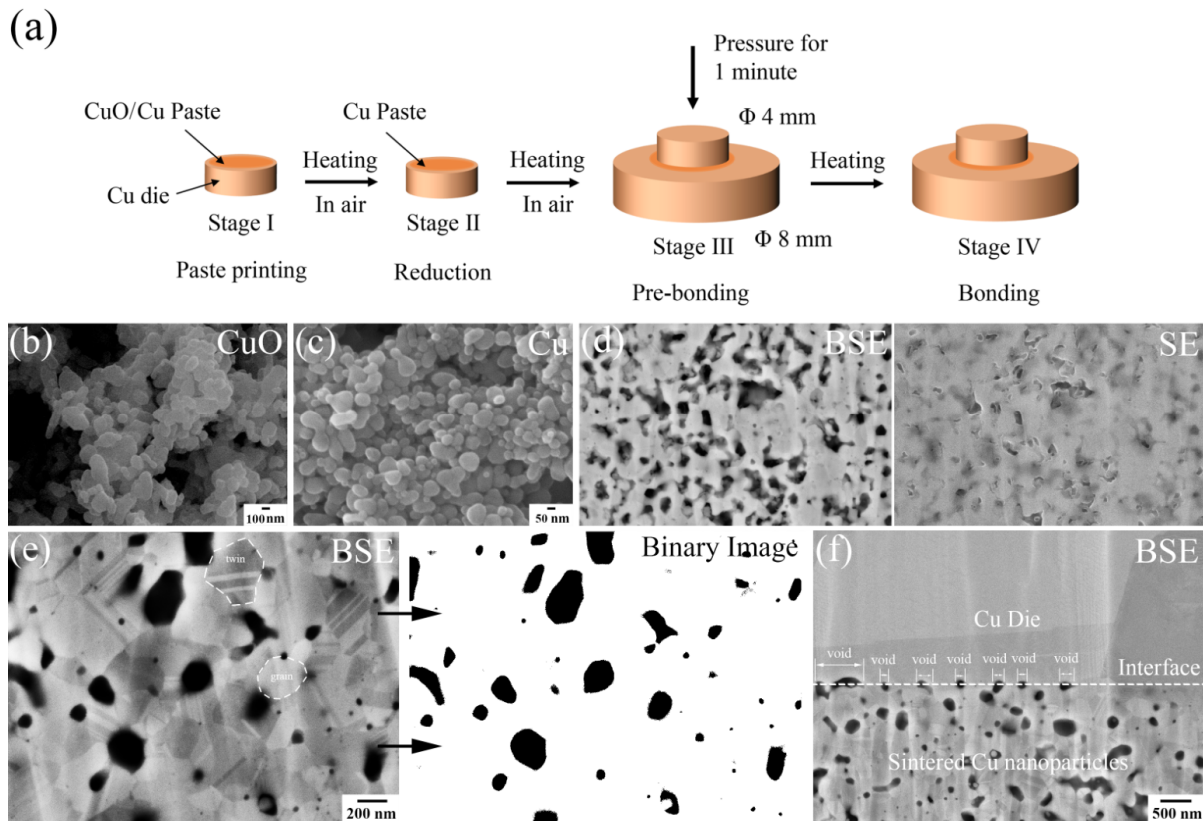 (a)
Pressure for
1 minute
CuO/Cu Paste
Cu Paste
Φ 4 mm
Heating
Heating
Heating
Cu die
In air
In air
Stage I
Stage II
Stage III
Φ 8 mm
Stage IV
Paste printing
Reduction
Pre-bonding
Bonding
(b)
CuO
100 nm
(c)
Cu
50 nm
(d)
BSE
SE
(e)
BSE
twin
grain
200 nm
Binary Image
(f)
BSE
Cu Die
void
void
void
void
void
void
void
Interface
Sintered Cu nanoparticles
500 nm